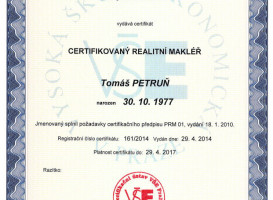 vydává certifikát
CERTIFIKOVANÝ REALITNÍ MAKLÉŘ
Tomáš PETRUŇ
narozen 30. 10. 1977
Jmenovaný splnil požadavky certifikačního předpisu PRM 01, vydání 18. 1. 2010.
Registrační číslo certifikátu: 161/2014 Vydán dne: 29. 4. 2014
Platnost certifikátu do: 29. 4. 2017
Razítko:
VŠE